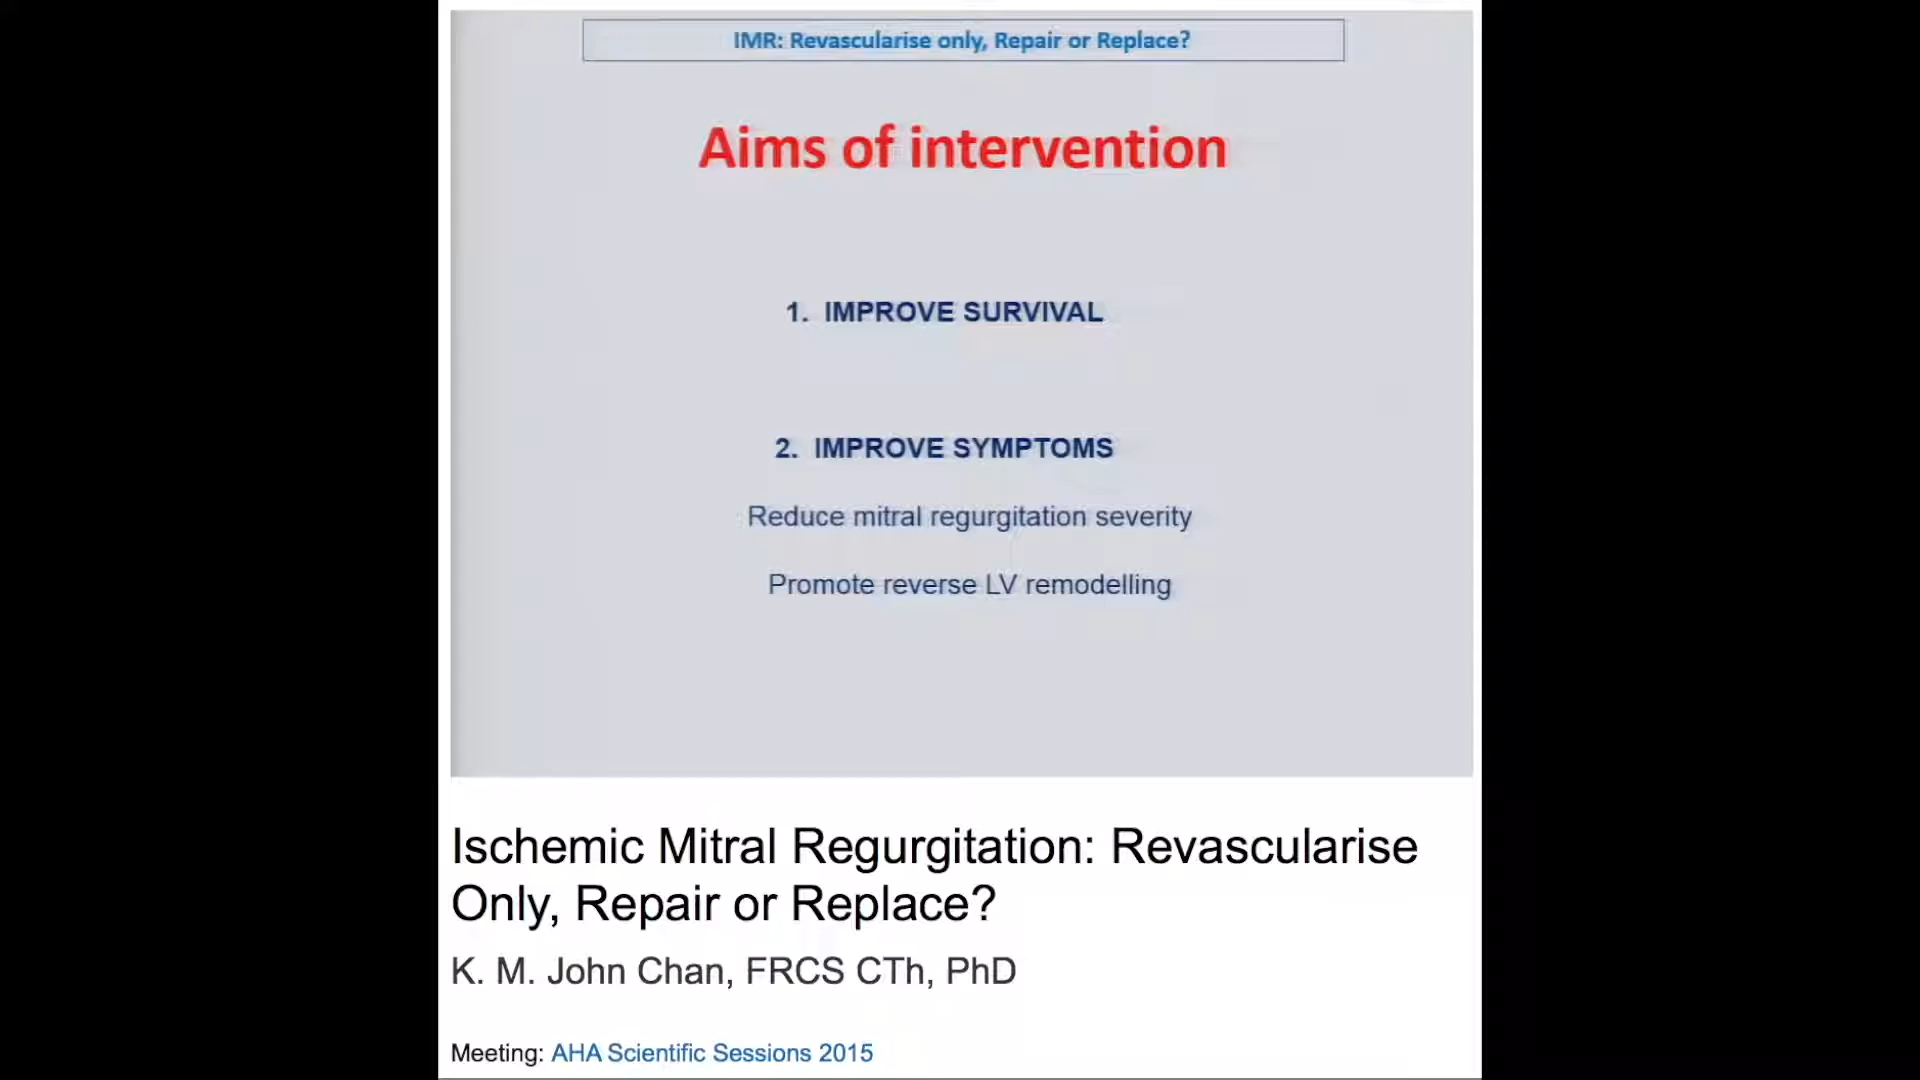 IMR: Revascularise only, Repair or Replace?
Aims of intervention
1. IMPROVE SURVIVAL
2. IMPROVE SYMPTOMS
Reduce mitral regurgitation severity
Promote reverse LV remodelling
Ischemic Mitral Regurgitation: Revascularise
Only, Repair or Replace?
K. M. John Chan, FRCS CTh, PhD
Meeting: AHA Scientific Sessions 2015